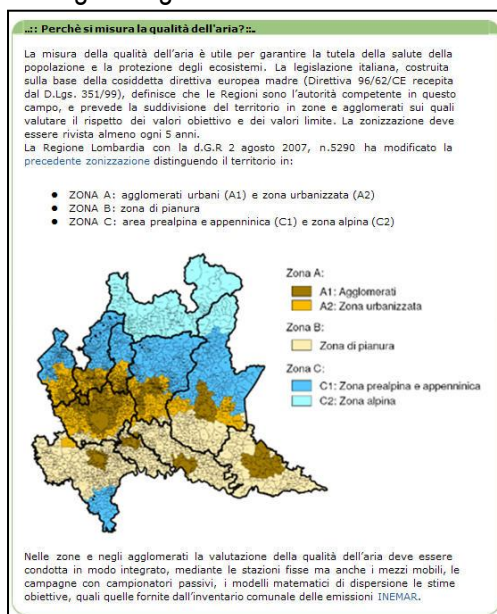 ..:: Perchè si misura la qualità dell'aria?::..
La misura della qualità dell'aria è utile per garantire la tutela della salute della
popolazione e la protezione degli ecosistemi. La legislazione italiana, costruita
sulla base della cosiddetta direttiva europea madre (Direttiva 96/62/CE recepita
dal D.Lgs. 351/99), definisce che le Regioni sono l'autorità competente in questo
campo, e prevede la suddivisione del territorio in zone e agglomerati sui quali
valutare il rispetto dei valori obiettivo e dei valori limite. La zonizzazione deve
essere rivista almeno ogni 5 anni.
La Regione Lombardia con la d.G.R 2 agosto 2007, n.5290 ha modificato la
precedente zonizzazione distinguendo il territorio in:
● ZONA A: agglomerati urbani (A1) e zona urbanizzata (A2)
● ZONA B: zona di pianura
● ZONA C: area prealpina e appenninica (C1) e zona alpina (C2)
Zona A:
A1: Agglomerati
A2: Zona urbanizzata
Zona B:
Zona di pianura
Zona C:
C1: Zona prealpina e appenninica
C2: Zona alpina
Nelle zone e negli agglomerati la valutazione della qualità dell'aria deve essere
condotta in modo integrato, mediante le stazioni fisse ma anche i mezzi mobili, le
campagne con campionatori passivi, i modelli matematici di dispersione le stime
obiettive, quali quelle fornite dall'inventario comunale delle emissioni INEMAR.